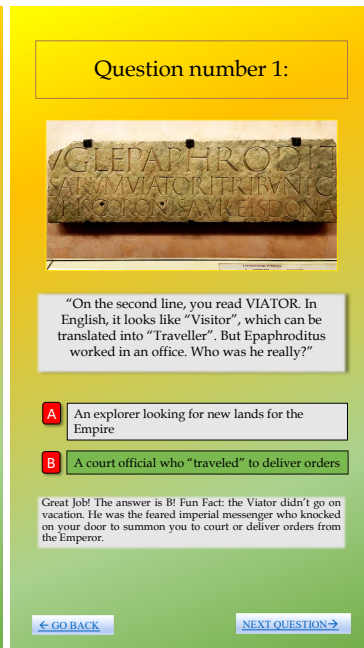 Question number 1:
VG LEPAPHRODIT
SARVMVIATORITRIBVNIC
CORONISAVREISDONA
“On the second line, you read VIATOR. In
English, it looks like “Visitor”, which can be
translated into “Traveller”. But Epaphroditus
worked in an office. Who was he really?”
A An explorer looking for new lands for the
Empire
B A court official who “traveled” to deliver orders
Great Job! The answer is B! Fun Fact: the Viator didn’t go on
vacation. He was the feared imperial messenger who knocked
on your door to summon you to court or deliver orders from
the Emperor.
← GO BACK
NEXT QUESTION→